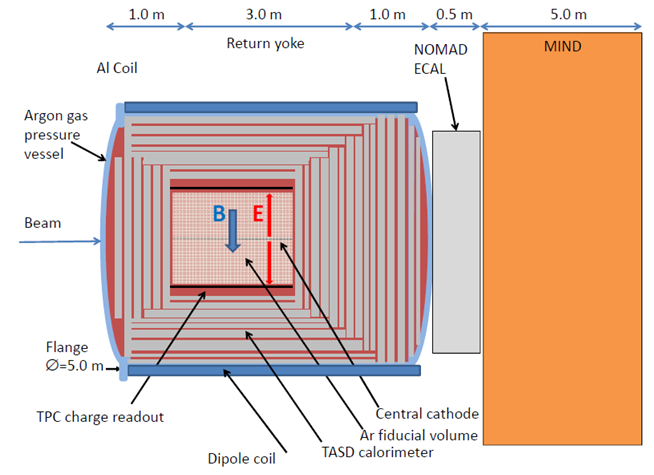 1.0 m 3.0 m 1.0 m 0.5 m 5.0 m
Return yoke
NOMAD
ECAL
MIND
Al Coil
Argon gas
pressure
vessel
B E
Beam
Flange
∅=5.0 m
TPC charge readout
Central cathode
Ar fiducial volume
TASD calorimeter
Dipole coil